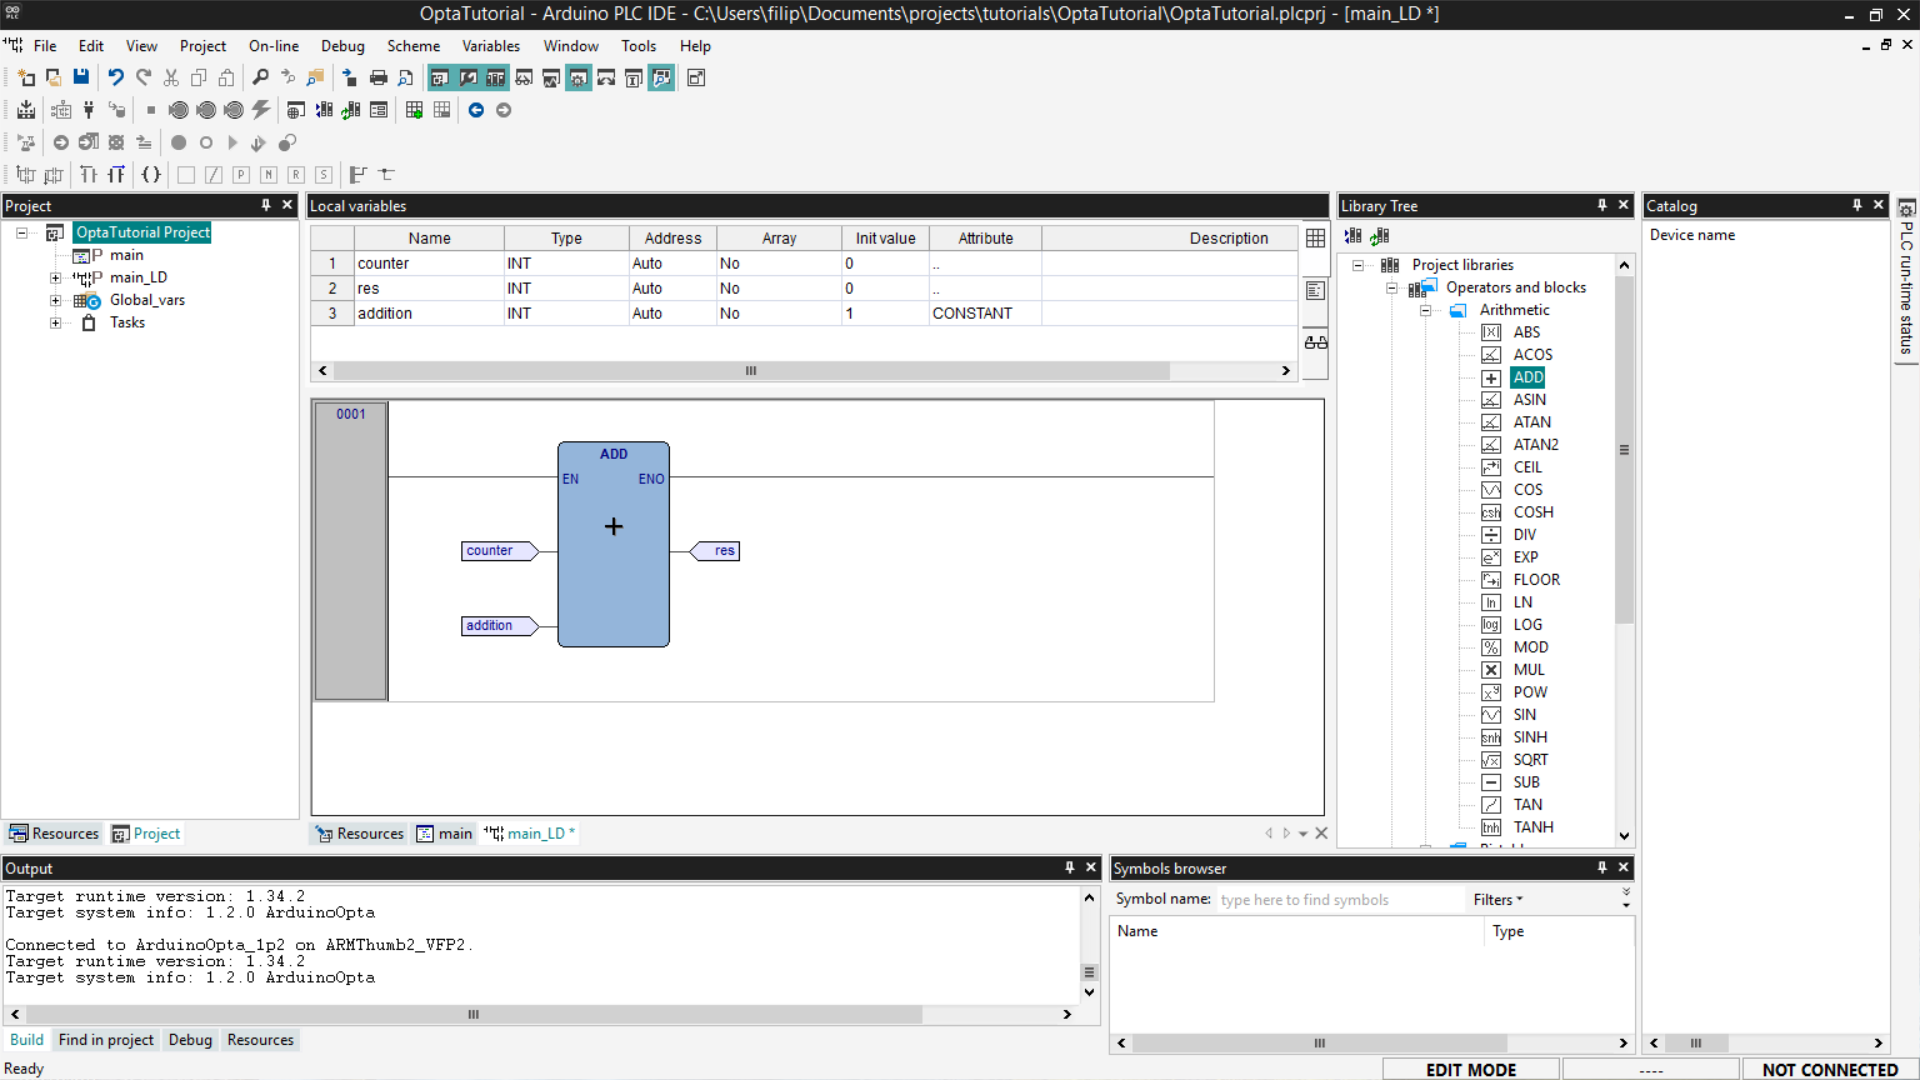 OptaTutorial - Arduino PLC IDE - C:\Users\filip\Documents\projects\tutorials\OptaTutorial\OptaTutorial.plcprj - [main_LD *]
File Edit View Project On-line Debug Scheme Variables Window Tools Help
Project
OptaTutorial Project
main
main_LD
Global_vars
Tasks
Resources Project
Local variables
Name Type Address Array Init value Attribute Description
1 counter INT Auto No 0 ..
2 res INT Auto No 0 ..
3 addition INT Auto No 1 CONSTANT
0001
ADD
EN ENO
+
counter res
addition
Resources main main_LD *
Library Tree
Project libraries
Operators and blocks
Arithmetic
ABS
ACOS
ADD
ASIN
ATAN
ATAN2
CEIL
COS
csh COSH
DIV
EXP
FLOOR
ln LN
log LOG
% MOD
MUL
POW
SIN
snh SINH
SQRT
SUB
TAN
tnh TANH
Catalog
Device name
PLC run-time status
Output
Target runtime version: 1.34.2
Target system info: 1.2.0 ArduinoOpta
Connected to ArduinoOpta_1p2 on ARMThumb2_VFP2.
Target runtime version: 1.34.2
Target system info: 1.2.0 ArduinoOpta
Build Find in project Debug Resources
Symbols browser
Symbol name: type here to find symbols Filters
Name Type
Ready
EDIT MODE ---- NOT CONNECTED